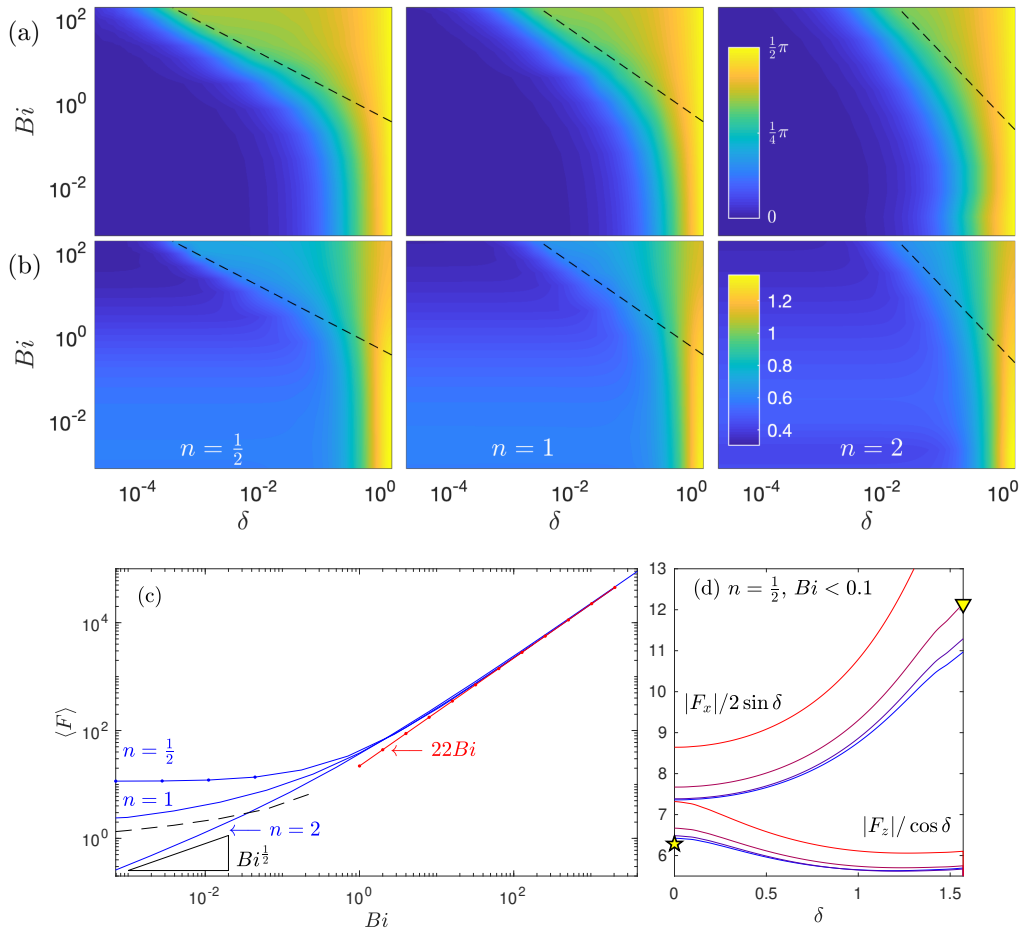 (a)
Bi
10^2
10^0
10^-2
1/2 π
1/4 π
0
(b)
Bi
10^2
10^0
10^-2
n = 1/2
n = 1
n = 2
1.2
1
0.8
0.6
0.4
10^-4 10^-2 10^0
10^-4 10^-2 10^0
10^-4 10^-2 10^0
δ
δ
δ
(c)
⟨F⟩
10^4
10^2
10^0
n = 1/2
n = 1
← 22Bi
← n = 2
Bi^1/2
10^-2 10^0 10^2
Bi
(d) n = 1/2, Bi < 0.1
13
12
11
10
9
8
7
6
|F_x|/2 sin δ
|F_z|/ cos δ
0 0.5 1 1.5
δ